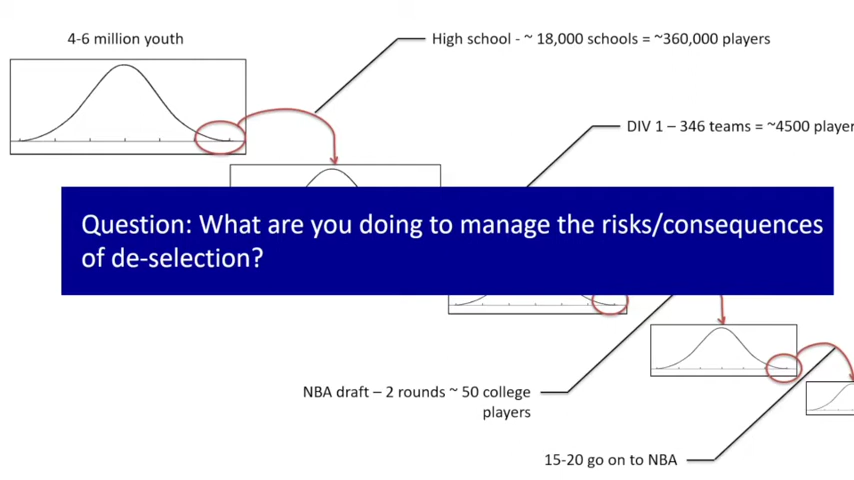 4-6 million youth
High school - ~ 18,000 schools = ~360,000 players
DIV 1 – 346 teams = ~4500 player
Question: What are you doing to manage the risks/consequences
of de-selection?
NBA draft – 2 rounds ~ 50 college
players
15-20 go on to NBA